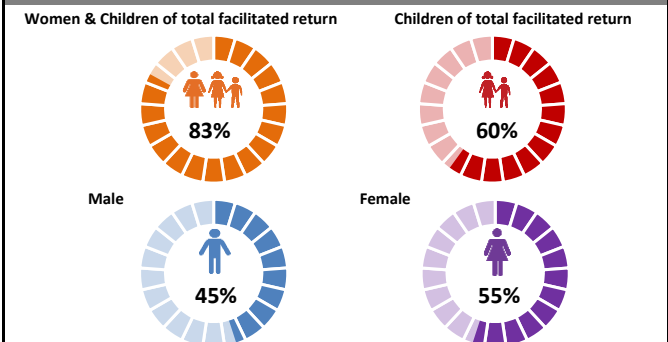 Women & Children of total facilitated return
Children of total facilitated return
83%
60%
Male
Female
45%
55%